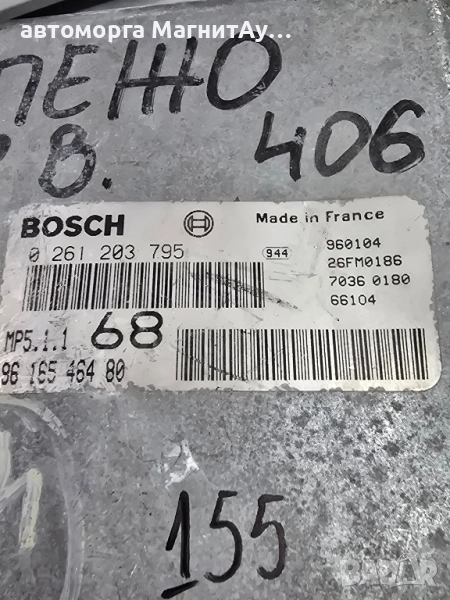 автоморга МагнитАу...
ПЕЖО
В. 406
BOSCH
Made in France
0 261 203 795
944
960104
26FM0186
7036 0180
66104
MP5.1.1 68
96 165 464 80
155
БАЗАР